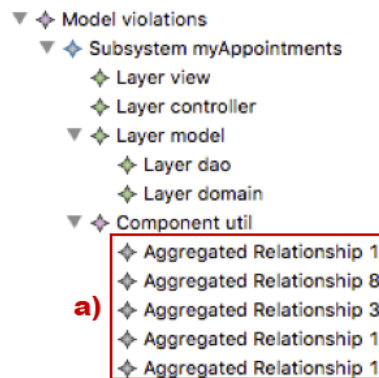 Model violations
Subsystem myAppointments
Layer view
Layer controller
Layer model
Layer dao
Layer domain
Component util
Aggregated Relationship 1
Aggregated Relationship 8
a) Aggregated Relationship 3
Aggregated Relationship 1
Aggregated Relationship 1